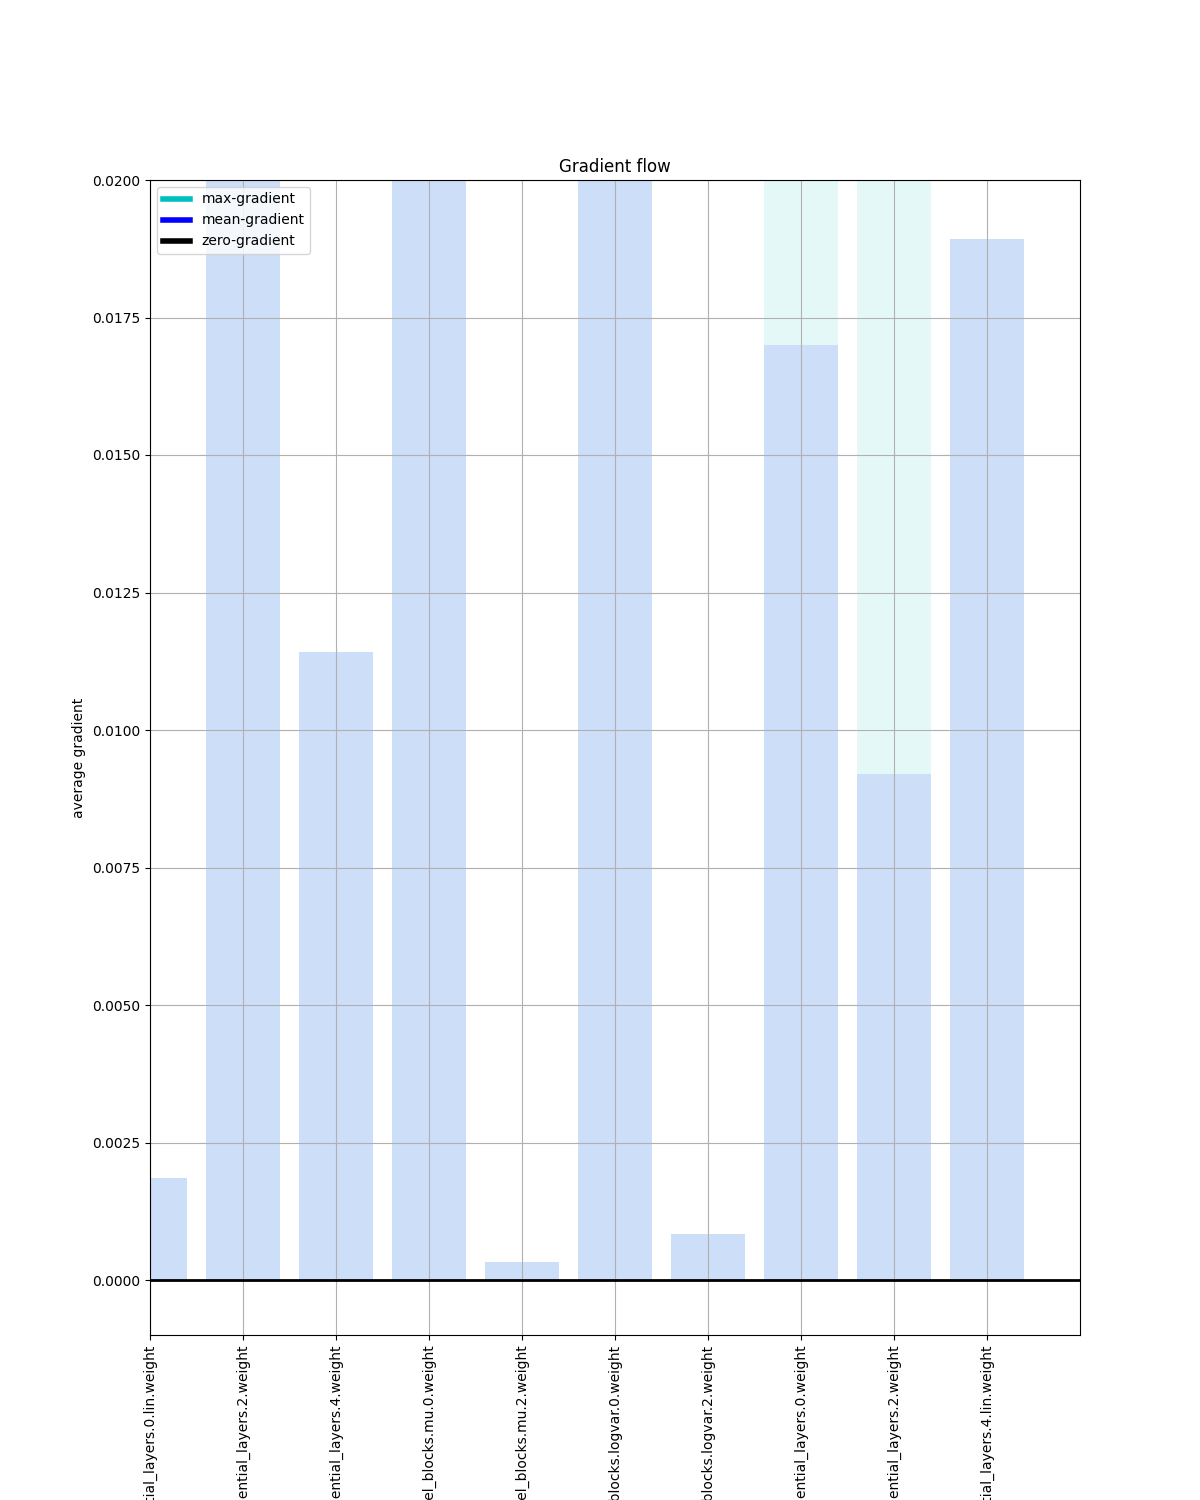 Gradient flow
max-gradient
mean-gradient
zero-gradient
0.0200
0.0175
0.0150
0.0125
0.0100
0.0075
0.0050
0.0025
0.0000
average gradient
tial_layers.0.lin.weight
ential_layers.2.weight
ential_layers.4.weight
el_blocks.mu.0.weight
el_blocks.mu.2.weight
blocks.logvar.0.weight
blocks.logvar.2.weight
ential_layers.0.weight
ential_layers.2.weight
tial_layers.4.lin.weight